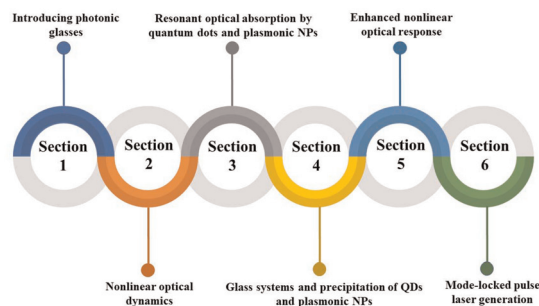 Introducing photonic
glasses
Resonant optical absorption by
quantum dots and plasmonic NPs
Enhanced nonlinear
optical response
Section
1
Section
2
Section
3
Section
4
Section
5
Section
6
Nonlinear optical
dynamics
Glass systems and precipitation of QDs
and plasmonic NPs
Mode-locked pulse
laser generation